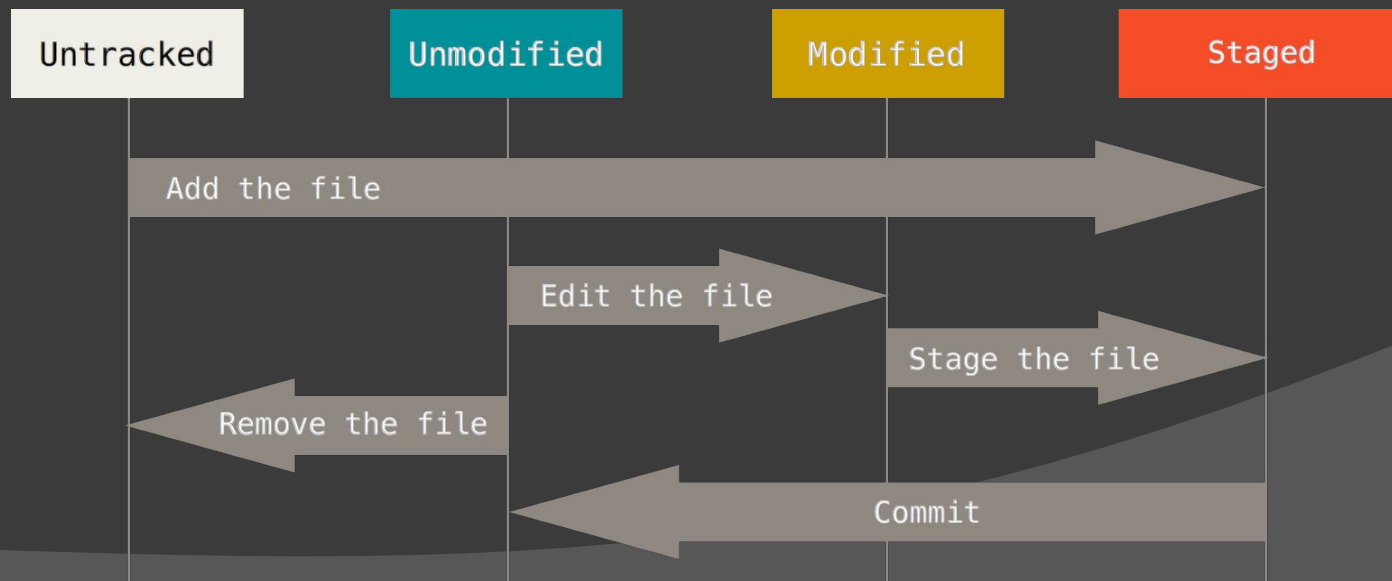 Untracked
Unmodified
Modified
Staged
Add the file
Edit the file
Stage the file
Remove the file
Commit